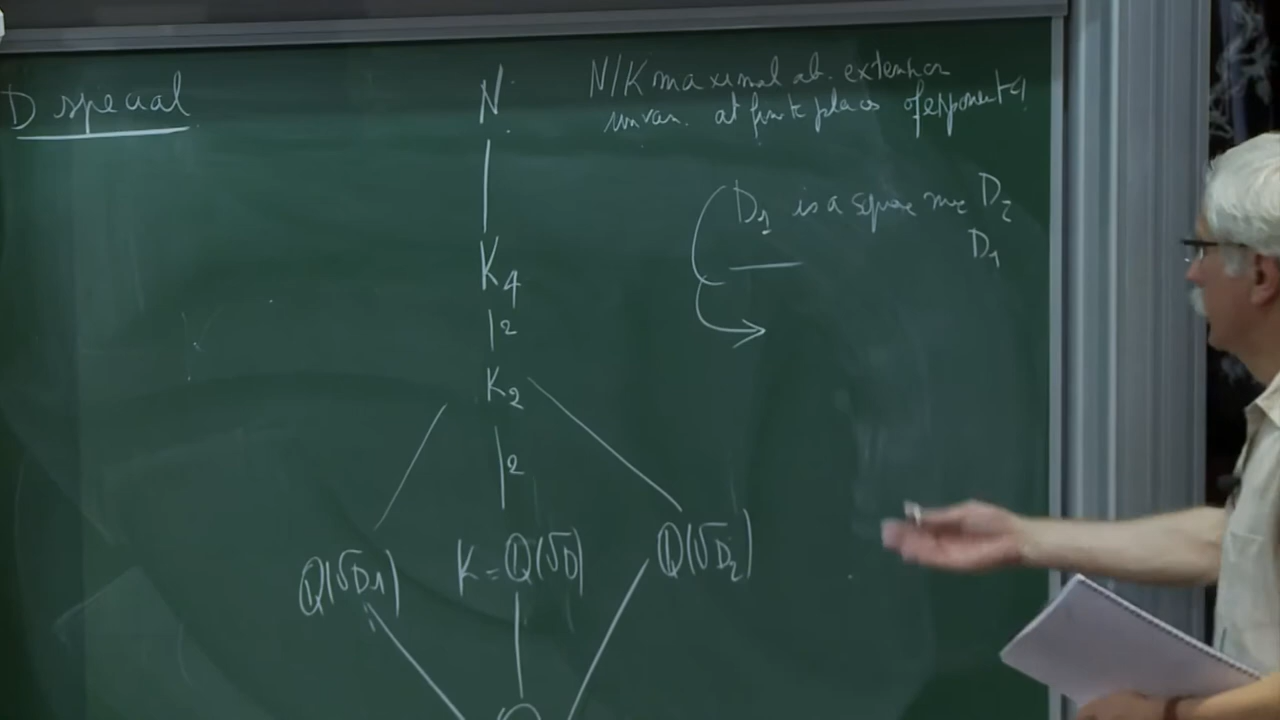 D special
N
N/K maximal ab. extension
unram. at finite places of exponent 4
D₁ is a square mod D₂
D₁
K₄
2
K₂
2
Q(√D₁) K = Q(√D) Q(√D₂)
Q